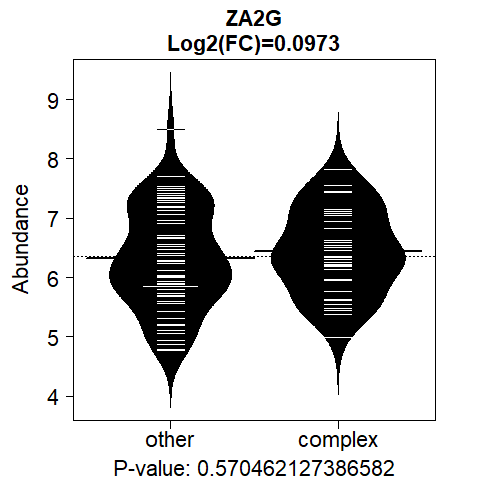 ZA2G
Log2(FC)=0.0973
Abundance
9
8
7
6
5
4
other complex
P-value: 0.570462127386582